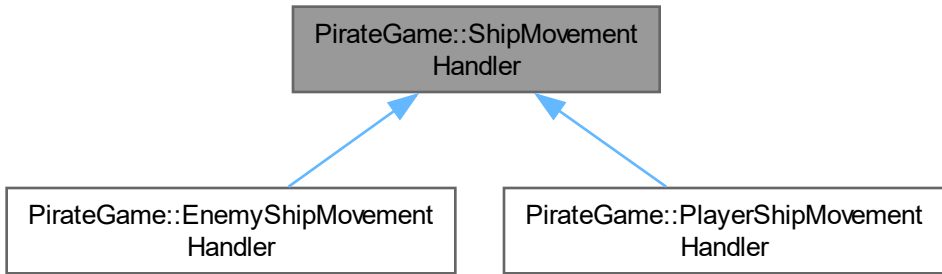 PirateGame::ShipMovement
Handler
PirateGame::EnemyShipMovement
Handler
PirateGame::PlayerShipMovement
Handler